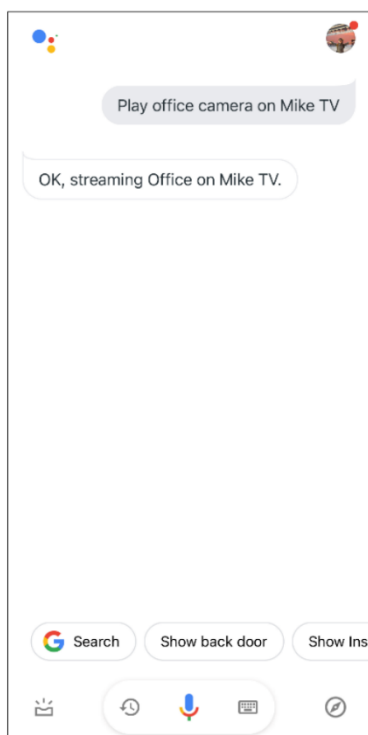 Play office camera on Mike TV
OK, streaming Office on Mike TV.
Search
Show back door
Show Ins